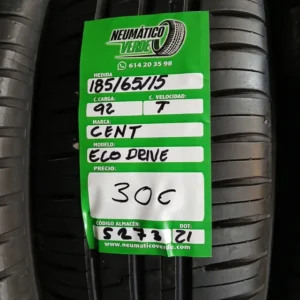 NEUMÁTICO
VERDE
614 20 35 98
MEDIDA
185/65/15
C. CARGA: C. VELOCIDAD:
92 T
MARCA:
CENT
MODELO:
ECO DRIVE
PRECIO:
30€
CÓDIGO ALMACÉN: DOT:
5273 21
www.neumaticoverde.com